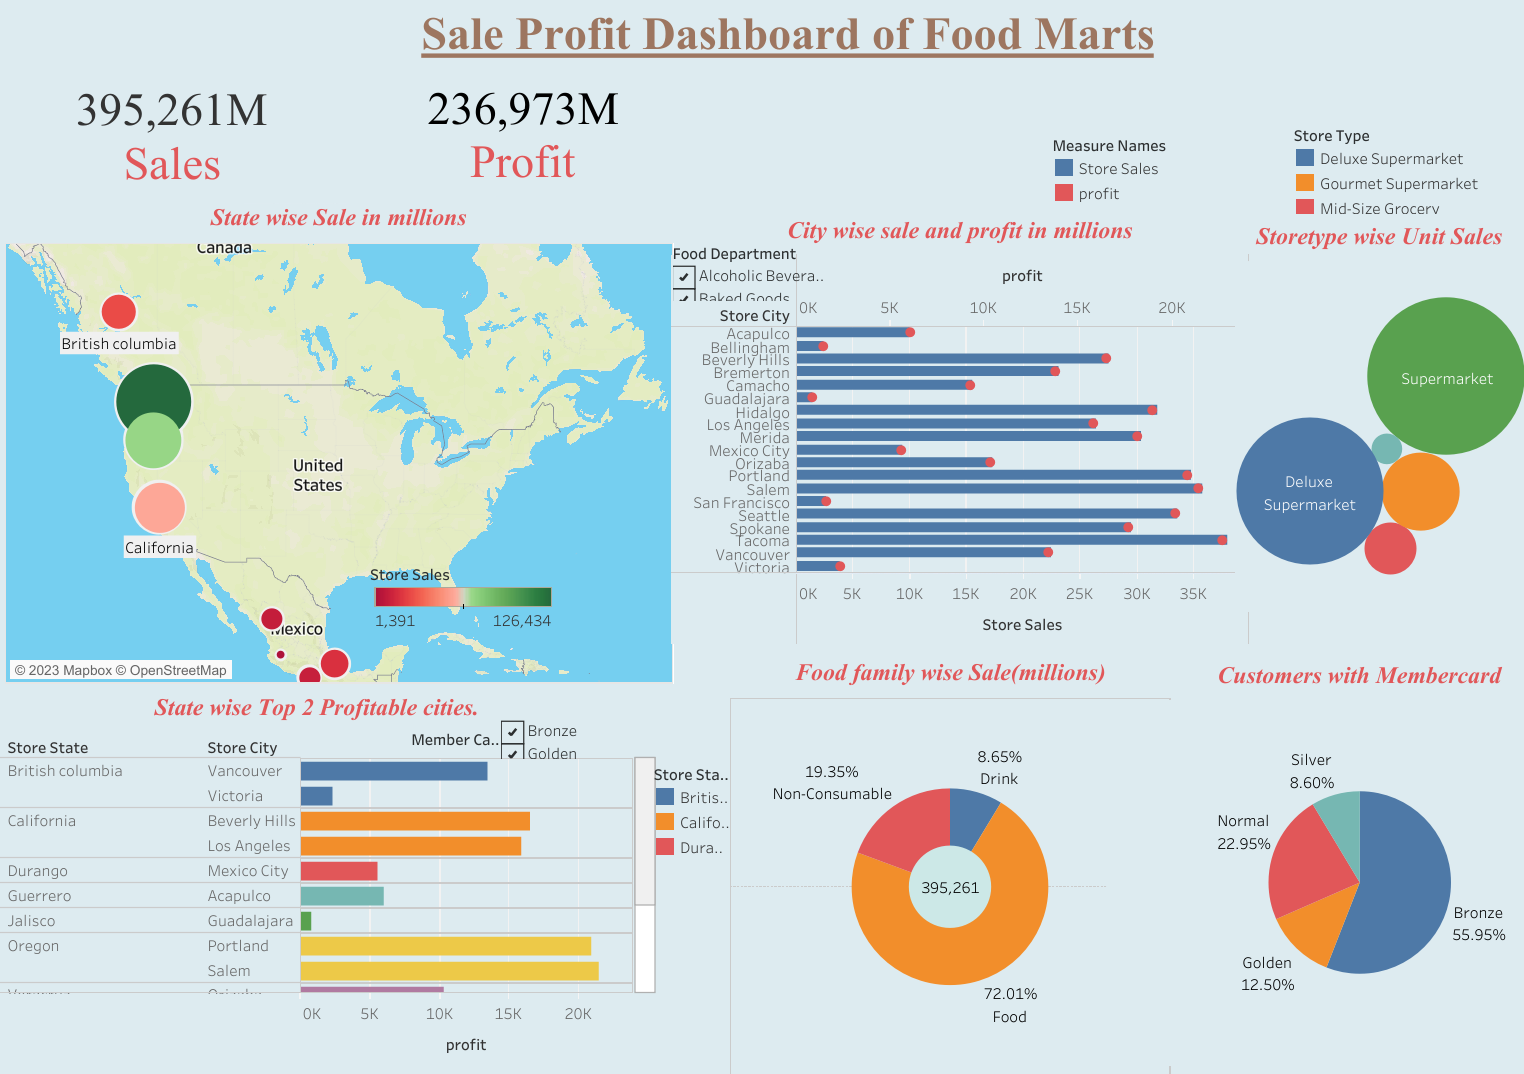 Sale Profit Dashboard of Food Marts
395,261M
Sales
236,973M
Profit
Measure Names
Store Sales
profit
Store Type
Deluxe Supermarket
Gourmet Supermarket
Mid-Size Grocery
State wise Sale in millions
Canada
British columbia
United
States
California
Mexico
Store Sales
1,391 126,434
© 2023 Mapbox © OpenStreetMap
City wise sale and profit in millions
Food Department
Alcoholic Bevera..
Baked Goods
profit
0K 5K 10K 15K 20K
Store City
Acapulco
Bellingham
Beverly Hills
Bremerton
Camacho
Guadalajara
Hidalgo
Los Angeles
Merida
Mexico City
Orizaba
Portland
Salem
San Francisco
Seattle
Spokane
Tacoma
Vancouver
Victoria
0K 5K 10K 15K 20K 25K 30K 35K
Store Sales
Storetype wise Unit Sales
Supermarket
Deluxe
Supermarket
State wise Top 2 Profitable cities.
Member Ca..
Bronze
Golden
Store State Store City
British columbia Vancouver
Victoria
California Beverly Hills
Los Angeles
Durango Mexico City
Guerrero Acapulco
Jalisco Guadalajara
Oregon Portland
Salem
0K 5K 10K 15K 20K
profit
Store Sta..
Britis..
Califo..
Dura..
Food family wise Sale(millions)
8.65%
Drink
19.35%
Non-Consumable
395,261
72.01%
Food
Customers with Membercard
Silver
8.60%
Normal
22.95%
Bronze
55.95%
Golden
12.50%